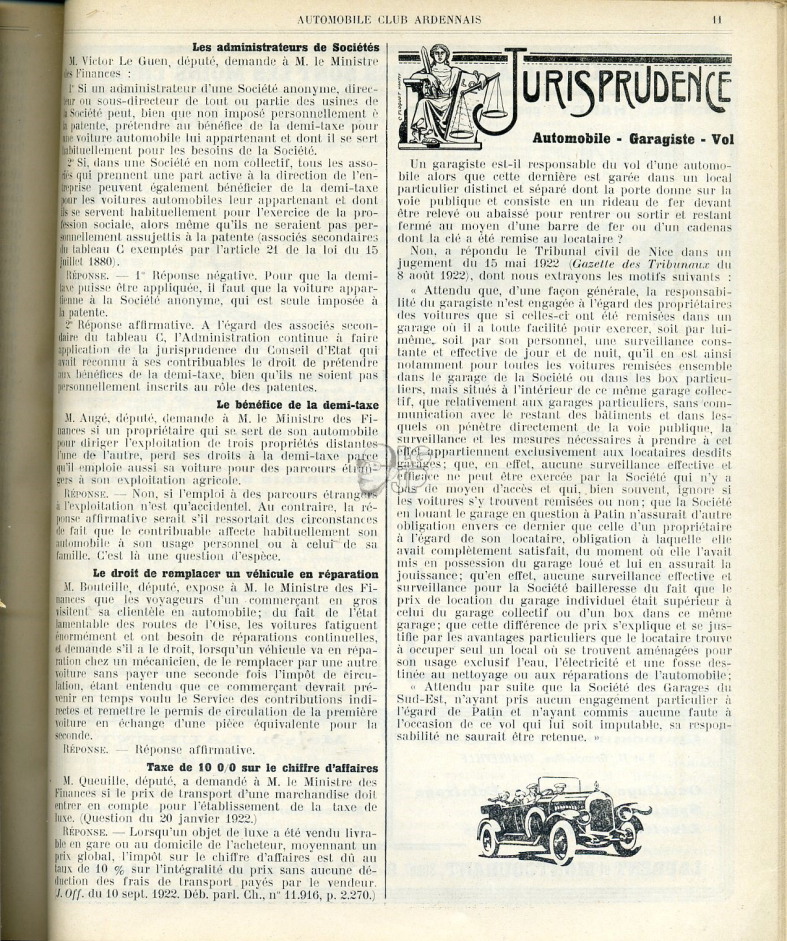 AUTOMOBILE CLUB ARDENNAIS 11
Les administrateurs de Sociétés
M. Victor Le Guen, député, demande à M. le Ministre
des Finances :
1° Si un administrateur d'une Société anonyme, direc-
teur ou sous-directeur de tout ou partie des usines de
la Société peut, bien que non imposé personnellement à
la patente, prétendre au bénéfice de la demi-taxe pour
une voiture automobile lui appartenant et dont il se sert
habituellement pour les besoins de la Société.
2° Si, dans une Société en nom collectif, tous les asso-
ciés qui prennent une part active à la direction de l'en-
treprise peuvent également bénéficier de la demi-taxe
pour les voitures automobiles leur appartenant et dont
ils se servent habituellement pour l'exercice de la pro-
fession sociale, alors même qu'ils ne seraient pas per-
sonnellement assujettis à la patente (associés secondaires
du tableau C exemptés par l'article 21 de la loi du 15
juillet 1880).
RÉPONSE. — 1° Réponse négative. Pour que la demi-
taxe puisse être appliquée, il faut que la voiture appar-
tienne à la Société anonyme, qui est seule imposée à
la patente.
2° Réponse affirmative. A l'égard des associés secon-
daire du tableau C, l'Administration continue à faire
application de la jurisprudence du Conseil d'Etat qui
avait reconnu à ses contribuables le droit de prétendre
aux bénéfices de la demi-taxe, bien qu'ils ne soient pas
personnellement inscrits au rôle des patentes.
Le bénéfice de la demi-taxe
M. Augé, député, demande à M. le Ministre des Fi-
nances si un propriétaire qui se sert de son automobile
pour diriger l'exploitation de trois propriétés distantes
l'une de l'autre, perd ses droits à la demi-taxe parce
qu'il emploie aussi sa voiture pour des parcours étran-
gers à son exploitation agricole.
RÉPONSE. — Non, si l'emploi à des parcours étrangers
à l'exploitation n'est qu'accidentel. Au contraire, la ré-
ponse affirmative serait s'il ressortait des circonstances
de fait que le contribuable affecte habituellement son
automobile à son usage personnel ou à celui de sa
famille. C'est là une question d'espèce.
Le droit de remplacer un véhicule en réparation
M. Bouteille, député, expose à M. le Ministre des Fi-
nances que les voyageurs d'un commerçant en gros
visitent sa clientèle en automobile; du fait de l'état
lamentable des routes de l'Oise, les voitures fatiguent
énormément et ont besoin de réparations continuelles,
et demande s'il a le droit, lorsqu'un véhicule va en répa-
ration chez un mécanicien, de le remplacer par une autre
voiture sans payer une seconde fois l'impôt de circu-
lation, étant entendu que ce commerçant devrait pré-
venir en temps voulu le Service des contributions indi-
rectes et remettre le permis de circulation de la première
voiture en échange d'une pièce équivalente pour la
seconde.
RÉPONSE. — Réponse affirmative.
Taxe de 10 0/0 sur le chiffre d'affaires
M. Queuille, député, a demandé à M. le Ministre des
Finances si le prix de transport d'une marchandise doit
entrer en compte pour l'établissement de la taxe de
luxe. (Question du 20 janvier 1922.)
RÉPONSE. — Lorsqu'un objet de luxe a été vendu livra-
ble en gare ou au domicile de l'acheteur, moyennant un
prix global, l'impôt sur le chiffre d'affaires est dû au
taux de 10 % sur l'intégralité du prix sans aucune dé-
duction des frais de transport payés par le vendeur.
J. Off. du 10 sept. 1922. Déb. parl. Ch., n° 11.916, p. 2.270.)
LOY
JURISPRUDENCE
Automobile - Garagiste - Vol
Un garagiste est-il responsable du vol d'une automo-
bile alors que cette dernière est garée dans un local
particulier distinct et séparé dont la porte donne sur la
voie publique et consiste en un rideau de fer devant
être relevé ou abaissé pour rentrer ou sortir et restant
fermé au moyen d'une barre de fer ou d'un cadenas
dont la clé a été remise au locataire ?
Non, a répondu le Tribunal civil de Nice dans un
jugement du 15 mai 1922 (Gazette des Tribunaux du
8 août 1922), dont nous extrayons les motifs suivants :
« Attendu que, d'une façon générale, la responsabi-
lité du garagiste n'est engagée à l'égard des propriétaires
des voitures que si celles-ci ont été remisées dans un
garage où il a toute facilité pour exercer, soit par lui-
même, soit par son personnel, une surveillance cons-
tante et effective de jour et de nuit, qu'il en est ainsi
notamment pour toutes les voitures remisées ensemble
dans le garage de la Société ou dans les box particu-
liers, mais situés à l'intérieur de ce même garage collec-
tif, que relativement aux garages particuliers, sans com-
munication avec le restant des bâtiments et dans les-
quels on pénètre directement de la voie publique, la
surveillance et les mesures nécessaires à prendre à cet
effet appartiennent exclusivement aux locataires desdits
garages; que, en effet, aucune surveillance effective et
efficace ne peut être exercée par la Société qui n'y a
pas de moyen d'accès et qui, bien souvent, ignore si
les voitures s'y trouvent remisées ou non; que la Société
en louant le garage en question à Patin n'assurait d'autre
obligation envers ce dernier que celle d'un propriétaire
à l'égard de son locataire, obligation à laquelle elle
avait complètement satisfait, du moment où elle l'avait
mis en possession du garage loué et lui en assurait la
jouissance; qu'en effet, aucune surveillance effective et
surveillance pour la Société bailleresse du fait que le
prix de location du garage individuel était supérieur à
celui du garage collectif ou d'un box dans ce même
garage; que cette différence de prix s'explique et se jus-
tifie par les avantages particuliers que le locataire trouve
à occuper seul un local où se trouvent aménagées pour
son usage exclusif l'eau, l'électricité et une fosse des-
tinée au nettoyage ou aux réparations de l'automobile;
« Attendu par suite que la Société des Garages du
Sud-Est, n'ayant pris aucun engagement particulier à
l'égard de Patin et n'ayant commis aucune faute à
l'occasion de ce vol qui lui soit imputable, sa respon-
sabilité ne saurait être retenue. »